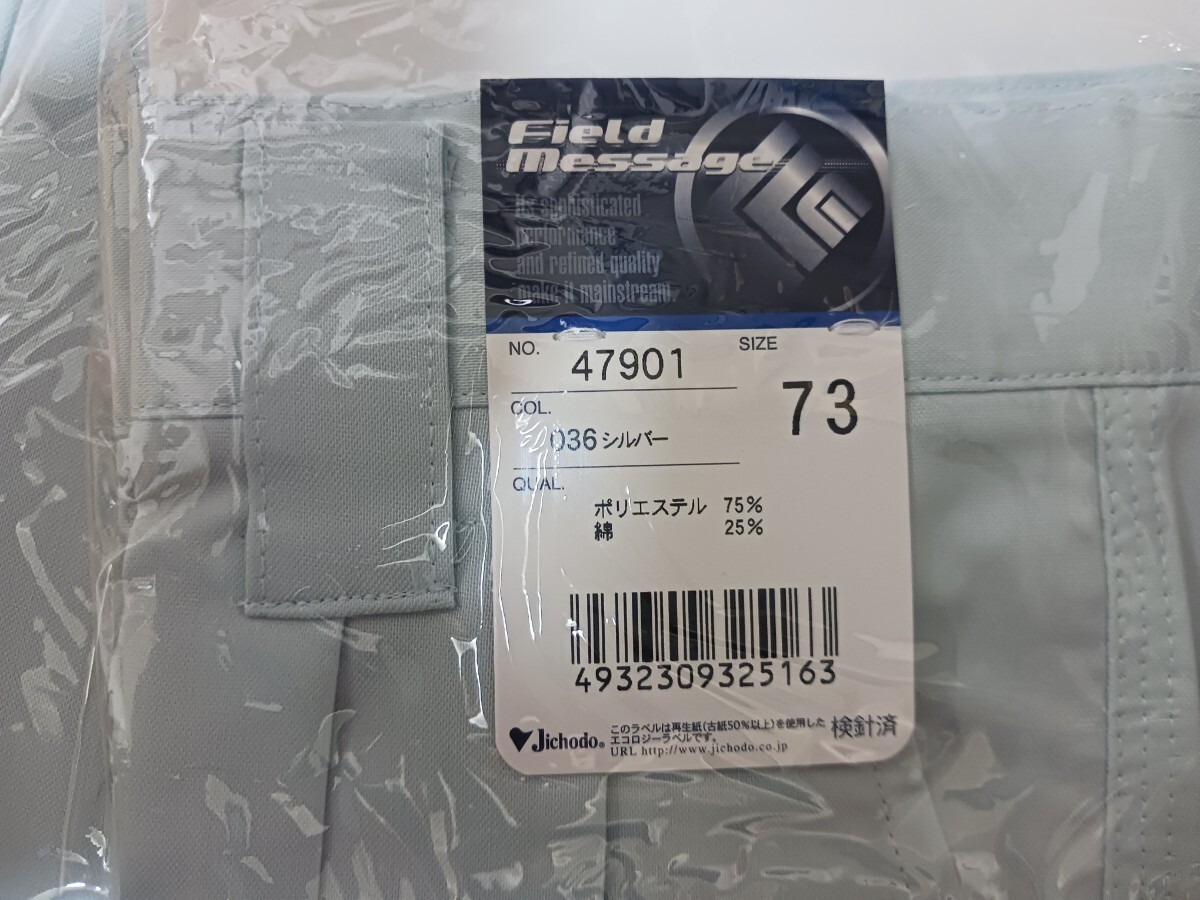 Field
Message
Its sophisticated
performance
and refined quality
make it mainstream.
NO. 47901
SIZE 73
COL.
036 シルバー
QUAL.
ポリエステル 75%
綿 25%
4932309325163
Jichodo®
このラベルは再生紙(古紙50%以上)を使用した
エコロジーラベルです。
URL http://www.jichodo.co.jp
検針済